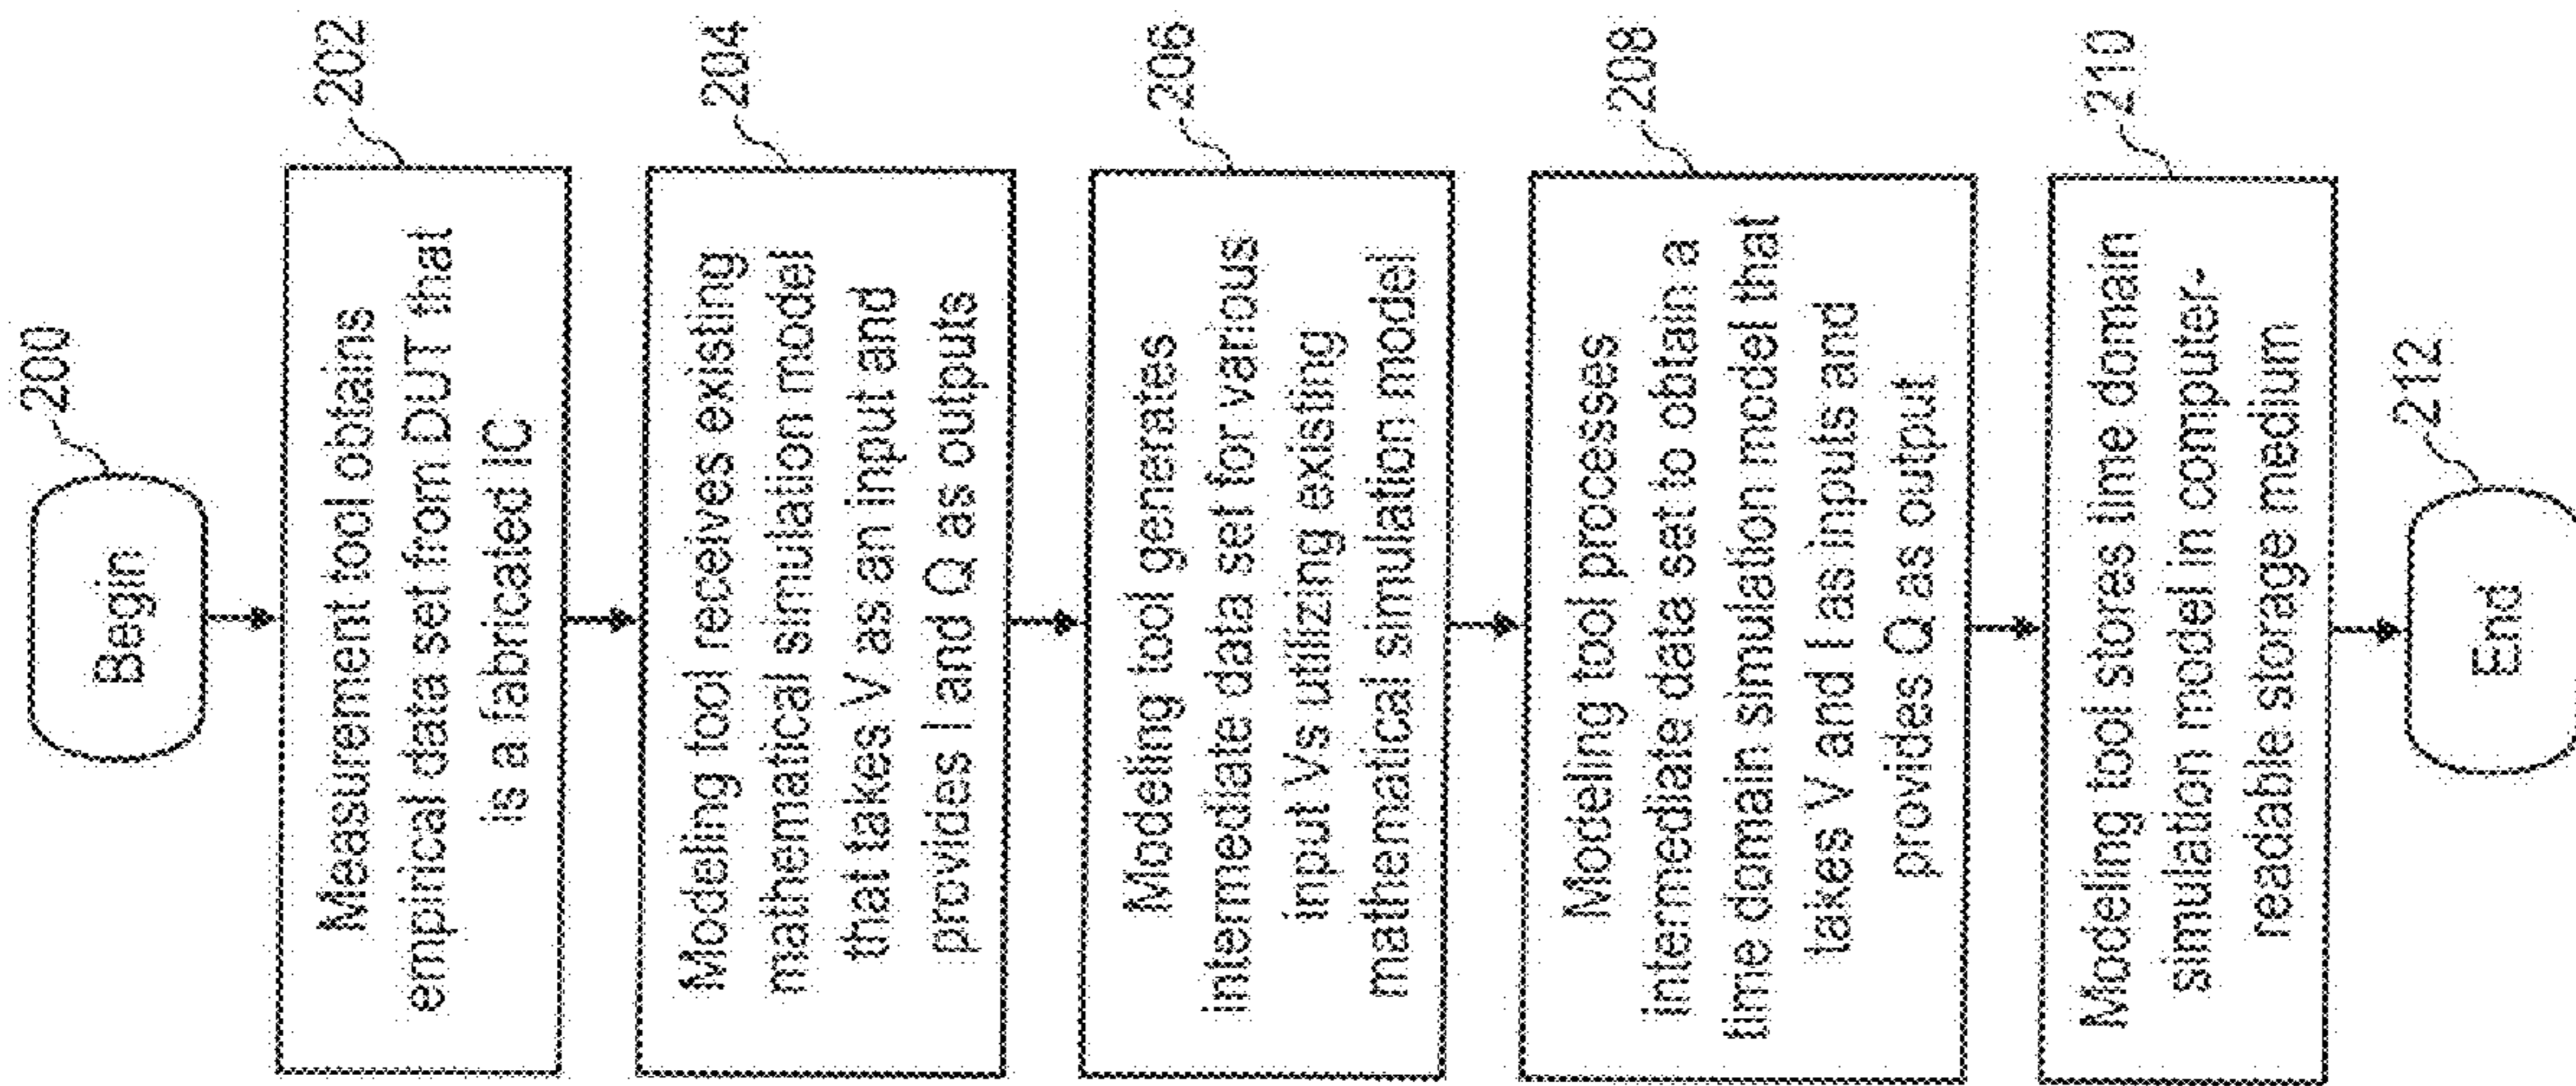 200
Begin
202
Measurement tool obtains
empirical data set from DUT that
is a fabricated IC
204
Modeling tool receives existing
mathematical simulation model
that takes V as an input and
provides I and Q as outputs
206
Modeling tool generates
intermediate data set for various
input Vs utilizing existing
mathematical simulation model
208
Modeling tool processes
intermediate data set to obtain a
time domain simulation model that
takes V and I as inputs and
provides Q as output
210
Modeling tool stores time domain
simulation model in computer-
readable storage medium
212
End